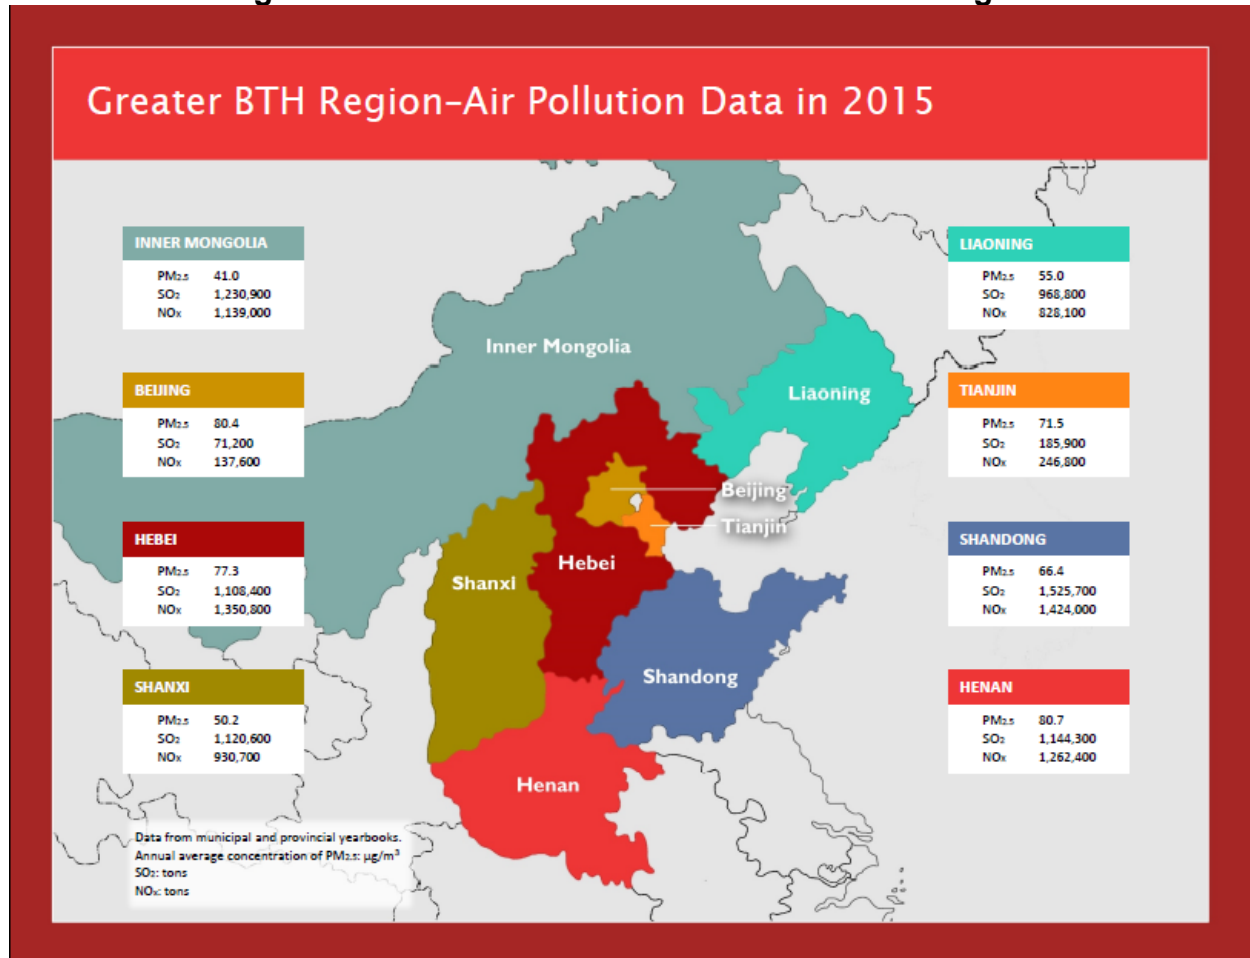 Greater BTH Region–Air Pollution Data in 2015
INNER MONGOLIA
PM2.5 41.0
SO2 1,230,900
NOx 1,139,000
LIAONING
PM2.5 55.0
SO2 968,800
NOx 828,100
BEIJING
PM2.5 80.4
SO2 71,200
NOx 137,600
TIANJIN
PM2.5 71.5
SO2 185,900
NOx 246,800
HEBEI
PM2.5 77.3
SO2 1,108,400
NOx 1,350,800
SHANDONG
PM2.5 66.4
SO2 1,525,700
NOx 1,424,000
SHANXI
PM2.5 50.2
SO2 1,120,600
NOx 930,700
HENAN
PM2.5 80.7
SO2 1,144,300
NOx 1,262,400
Inner Mongolia
Liaoning
Beijing
Tianjin
Hebei
Shanxi
Shandong
Henan
Data from municipal and provincial yearbooks.
Annual average concentration of PM2.5: µg/m³
SO2: tons
NOx: tons